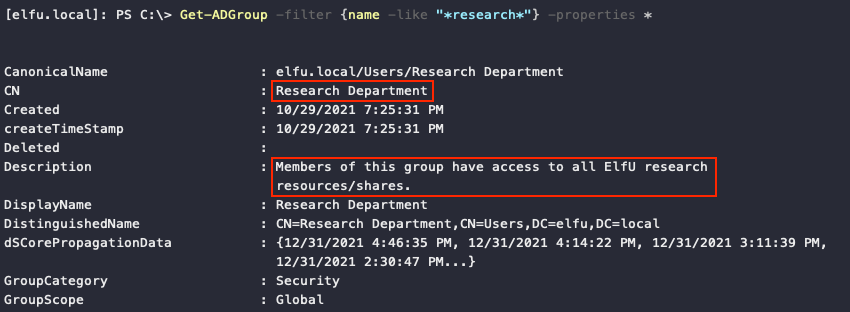 [elfu.local]: PS C:\> Get-ADGroup -filter {name -like "*research*"} -properties *
CanonicalName : elfu.local/Users/Research Department
CN : Research Department
Created : 10/29/2021 7:25:31 PM
createTimeStamp : 10/29/2021 7:25:31 PM
Deleted :
Description : Members of this group have access to all ElfU research
resources/shares.
DisplayName : Research Department
DistinguishedName : CN=Research Department,CN=Users,DC=elfu,DC=local
dSCorePropagationData : {12/31/2021 4:46:35 PM, 12/31/2021 4:14:22 PM, 12/31/2021 3:11:39 PM,
12/31/2021 2:30:47 PM...}
GroupCategory : Security
GroupScope : Global